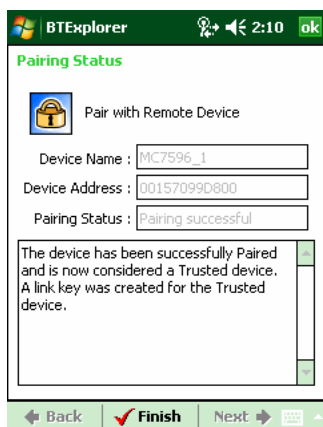 BTExplorer 2:10 ok
Pairing Status
Pair with Remote Device
Device Name : MC7596_1
Device Address : 00157099D800
Pairing Status : Pairing successful
The device has been successfully Paired
and is now considered a Trusted device.
A link key was created for the Trusted
device.
Back Finish Next